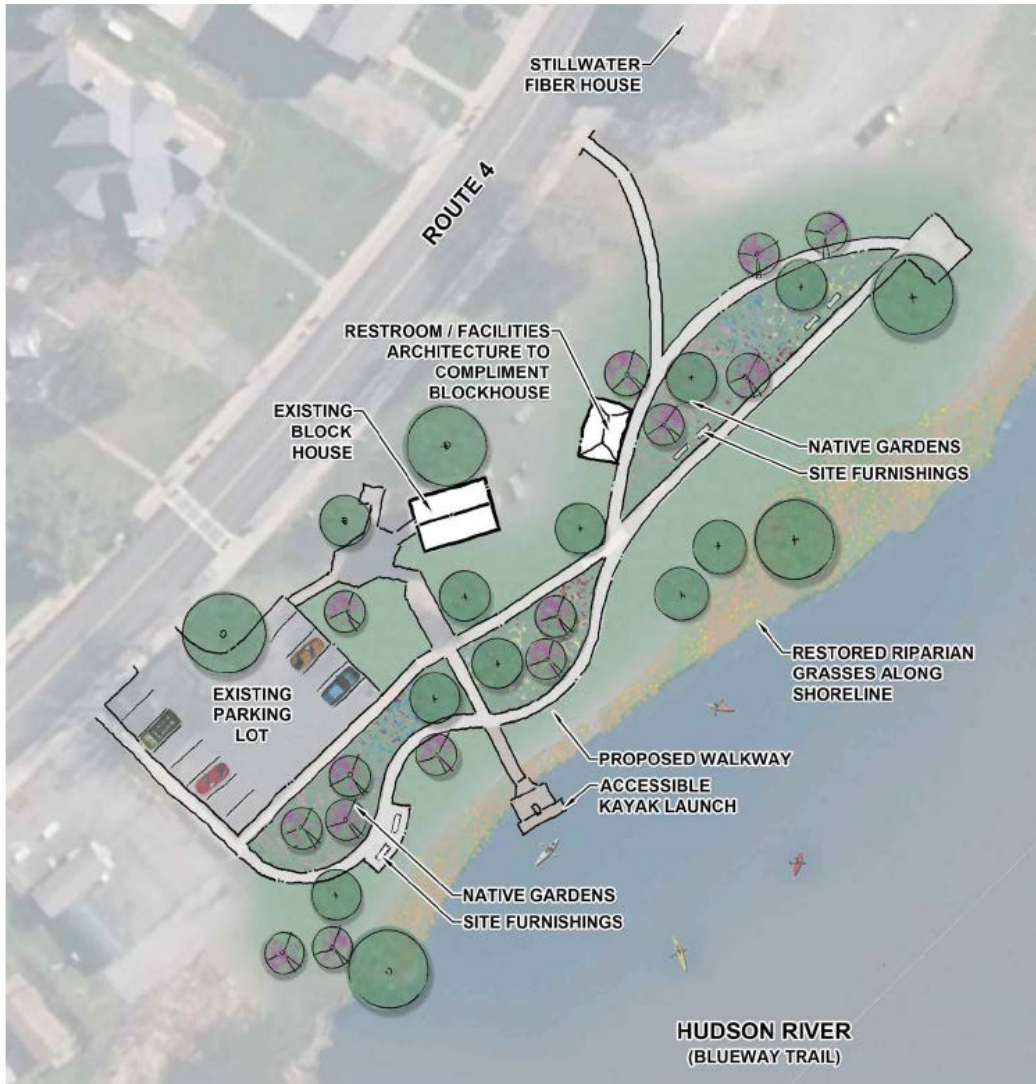 STILLWATER
FIBER HOUSE
ROUTE 4
RESTROOM / FACILITIES
ARCHITECTURE TO
COMPLIMENT
BLOCKHOUSE
EXISTING
BLOCK
HOUSE
NATIVE GARDENS
SITE FURNISHINGS
RESTORED RIPARIAN
GRASSES ALONG
SHORELINE
EXISTING
PARKING
LOT
PROPOSED WALKWAY
ACCESSIBLE
KAYAK LAUNCH
NATIVE GARDENS
SITE FURNISHINGS
HUDSON RIVER
(BLUEWAY TRAIL)